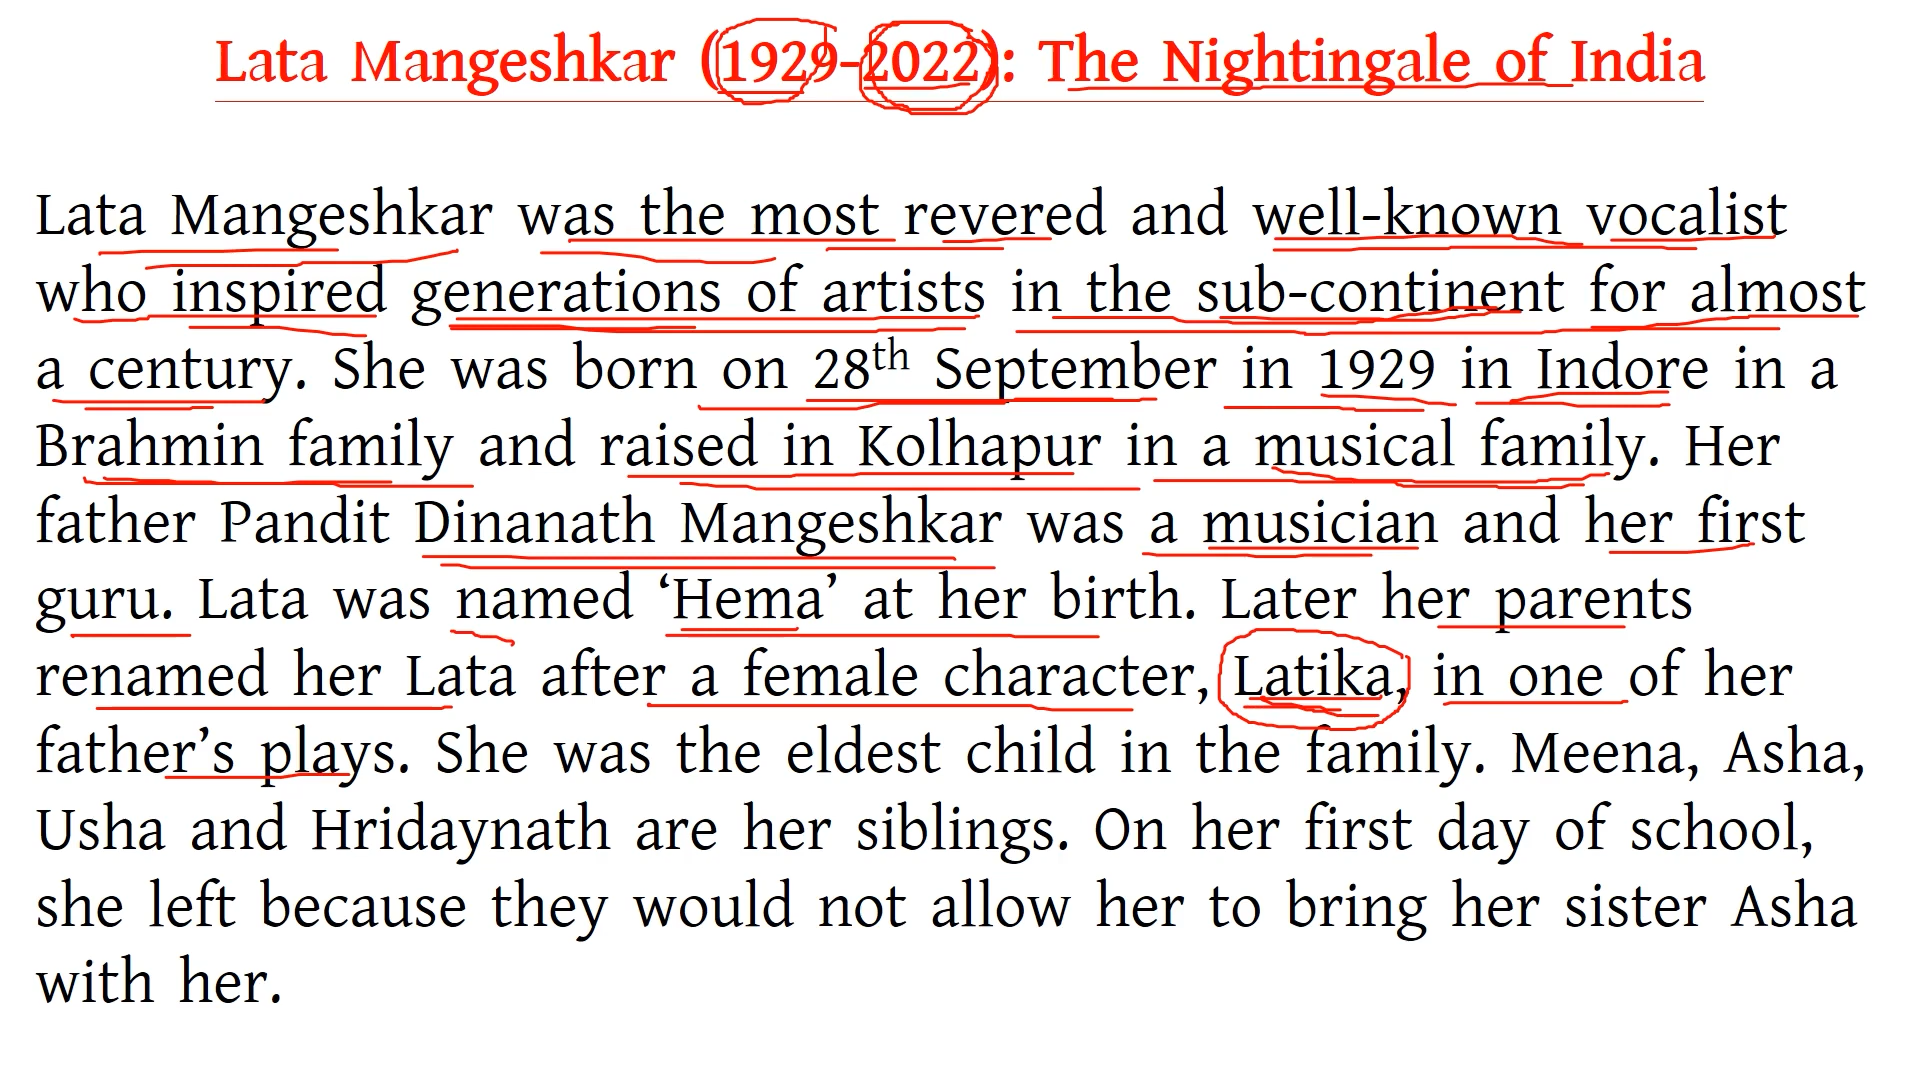 Lata Mangeshkar (1929-2022): The Nightingale of India
Lata Mangeshkar was the most revered and well-known vocalist
who inspired generations of artists in the sub-continent for almost
a century. She was born on 28th September in 1929 in Indore in a
Brahmin family and raised in Kolhapur in a musical family. Her
father Pandit Dinanath Mangeshkar was a musician and her first
guru. Lata was named ‘Hema’ at her birth. Later her parents
renamed her Lata after a female character, Latika, in one of her
father’s plays. She was the eldest child in the family. Meena, Asha,
Usha and Hridaynath are her siblings. On her first day of school,
she left because they would not allow her to bring her sister Asha
with her.